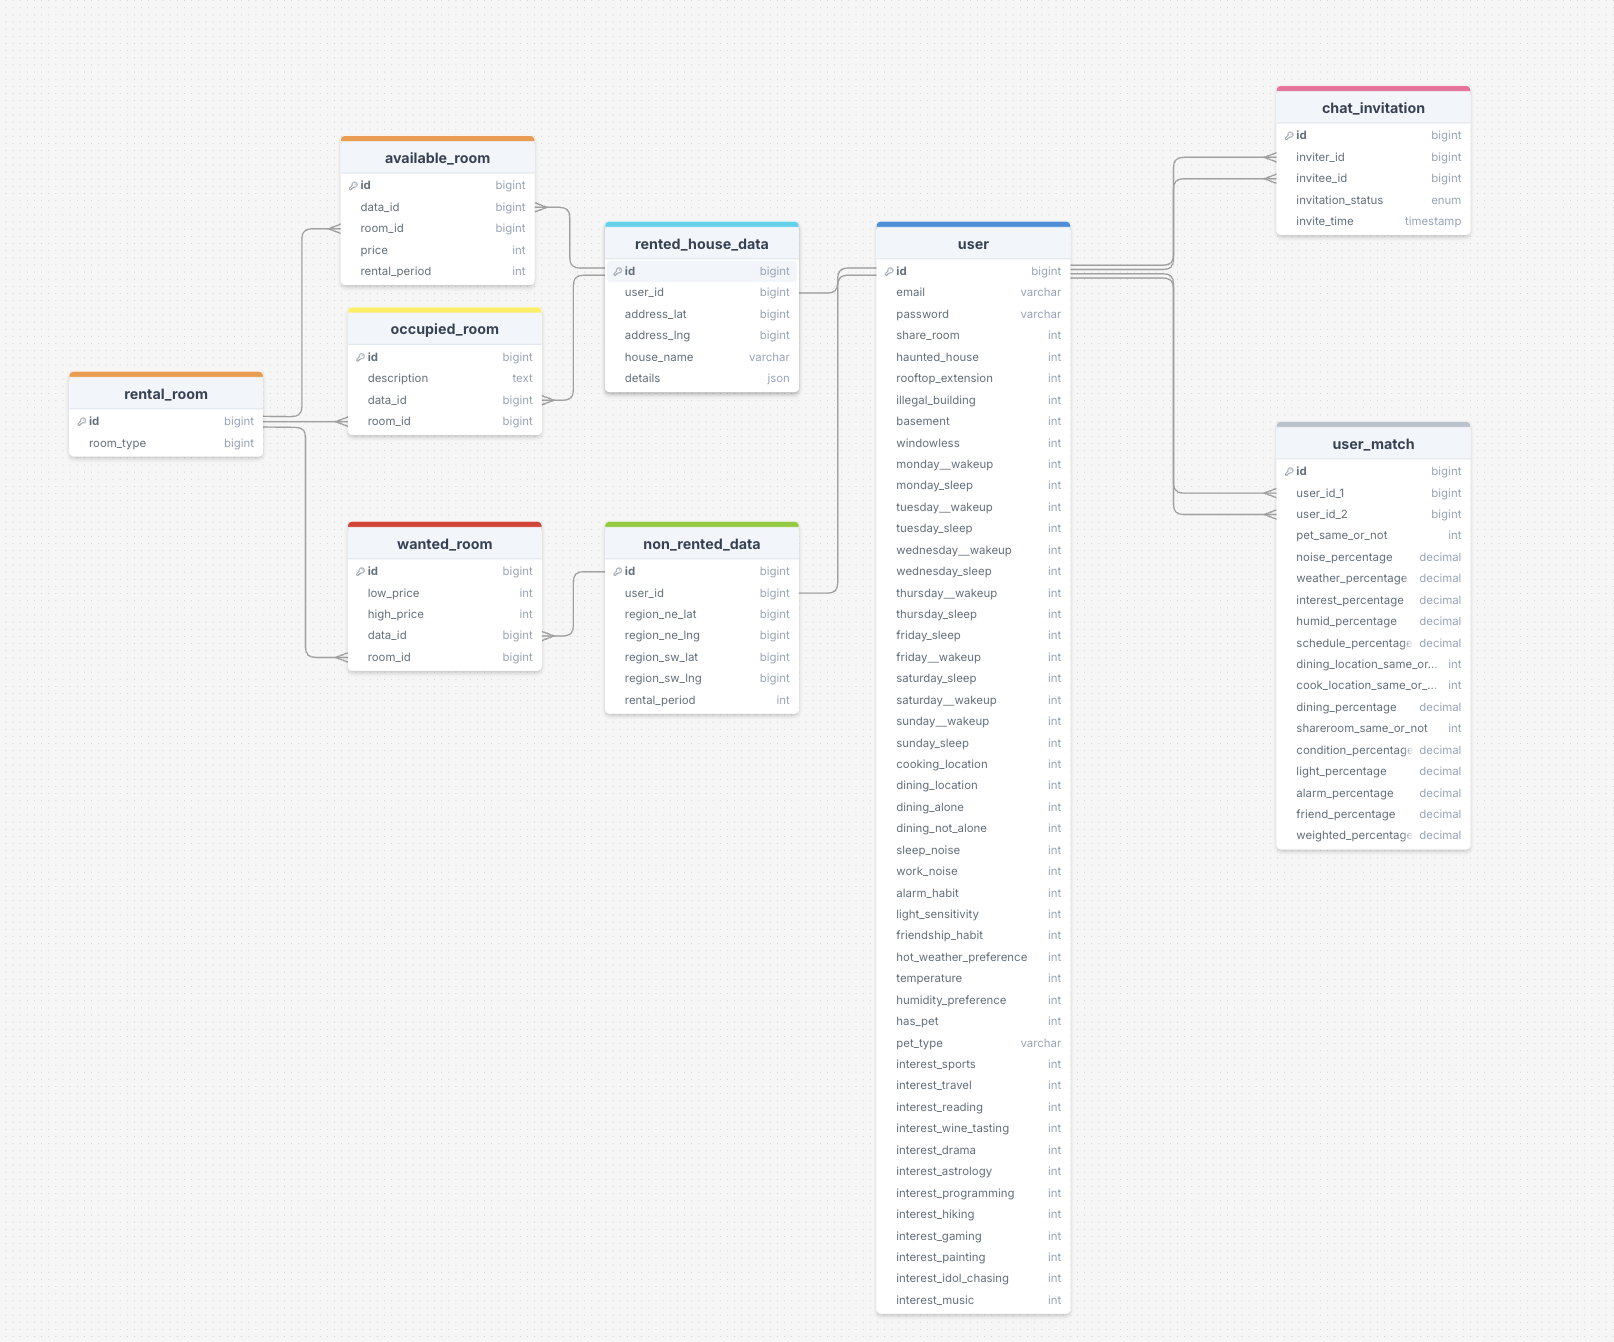 available_room
id bigint
data_id bigint
room_id bigint
price int
rental_period int
occupied_room
id bigint
description text
data_id bigint
room_id bigint
rental_room
id bigint
room_type bigint
wanted_room
id bigint
low_price int
high_price int
data_id bigint
room_id bigint
rented_house_data
id bigint
user_id bigint
address_lat bigint
address_lng bigint
house_name varchar
details json
non_rented_data
id bigint
user_id bigint
region_ne_lat bigint
region_ne_lng bigint
region_sw_lat bigint
region_sw_lng bigint
rental_period int
user
id bigint
email varchar
password varchar
share_room int
haunted_house int
rooftop_extension int
illegal_building int
basement int
windowless int
monday__wakeup int
monday_sleep int
tuesday__wakeup int
tuesday_sleep int
wednesday__wakeup int
wednesday_sleep int
thursday__wakeup int
thursday_sleep int
friday_sleep int
friday__wakeup int
saturday_sleep int
saturday__wakeup int
sunday__wakeup int
sunday_sleep int
cooking_location int
dining_location int
dining_alone int
dining_not_alone int
sleep_noise int
work_noise int
alarm_habit int
light_sensitivity int
friendship_habit int
hot_weather_preference int
temperature int
humidity_preference int
has_pet int
pet_type varchar
interest_sports int
interest_travel int
interest_reading int
interest_wine_tasting int
interest_drama int
interest_astrology int
interest_programming int
interest_hiking int
interest_gaming int
interest_painting int
interest_idol_chasing int
interest_music int
chat_invitation
id bigint
inviter_id bigint
invitee_id bigint
invitation_status enum
invite_time timestamp
user_match
id bigint
user_id_1 bigint
user_id_2 bigint
pet_same_or_not int
noise_percentage decimal
weather_percentage decimal
interest_percentage decimal
humid_percentage decimal
schedule_percentage decimal
dining_location_same_or... int
cook_location_same_or_... int
dining_percentage decimal
shareroom_same_or_not int
condition_percentage decimal
light_percentage decimal
alarm_percentage decimal
friend_percentage decimal
weighted_percentage decimal